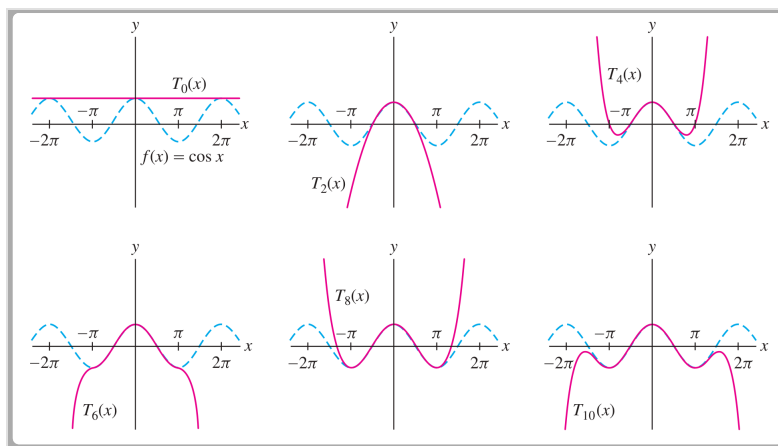 y
T₀(x)
−π π x
−2π 2π
f(x) = cos x
y
−π π x
−2π 2π
T₂(x)
y
T₄(x)
−π π x
−2π 2π
y
−π π x
−2π 2π
T₆(x)
y
T₈(x)
−π π x
−2π 2π
y
−π π x
−2π 2π
T₁₀(x)